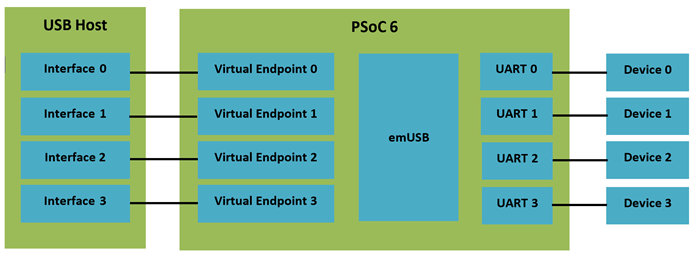 USB Host
PSoC 6
Interface 0
Virtual Endpoint 0
UART 0
Device 0
Interface 1
Virtual Endpoint 1
UART 1
Device 1
emUSB
Interface 2
Virtual Endpoint 2
UART 2
Device 2
Interface 3
Virtual Endpoint 3
UART 3
Device 3